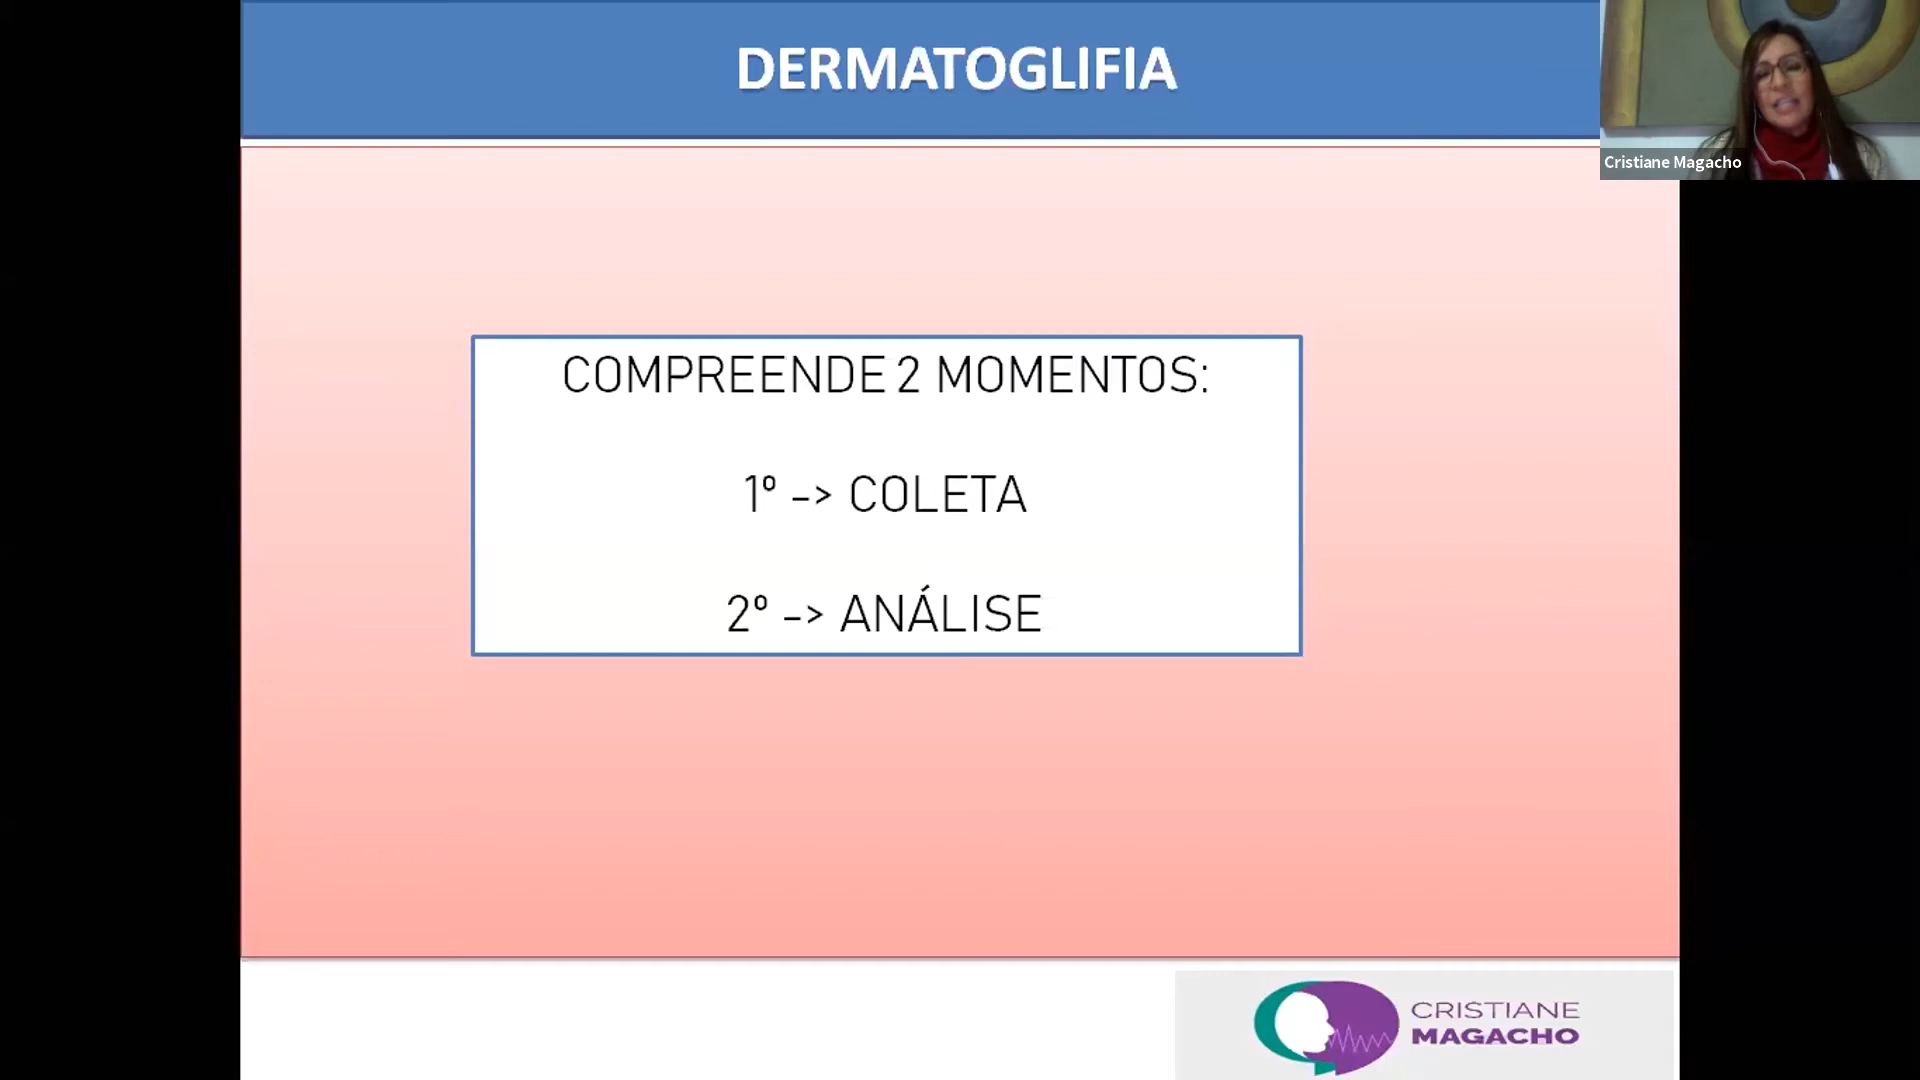 DERMATOGLIFIA
Cristiane Magacho
COMPREENDE 2 MOMENTOS:
1º -> COLETA
2º -> ANÁLISE
CRISTIANE
MAGACHO